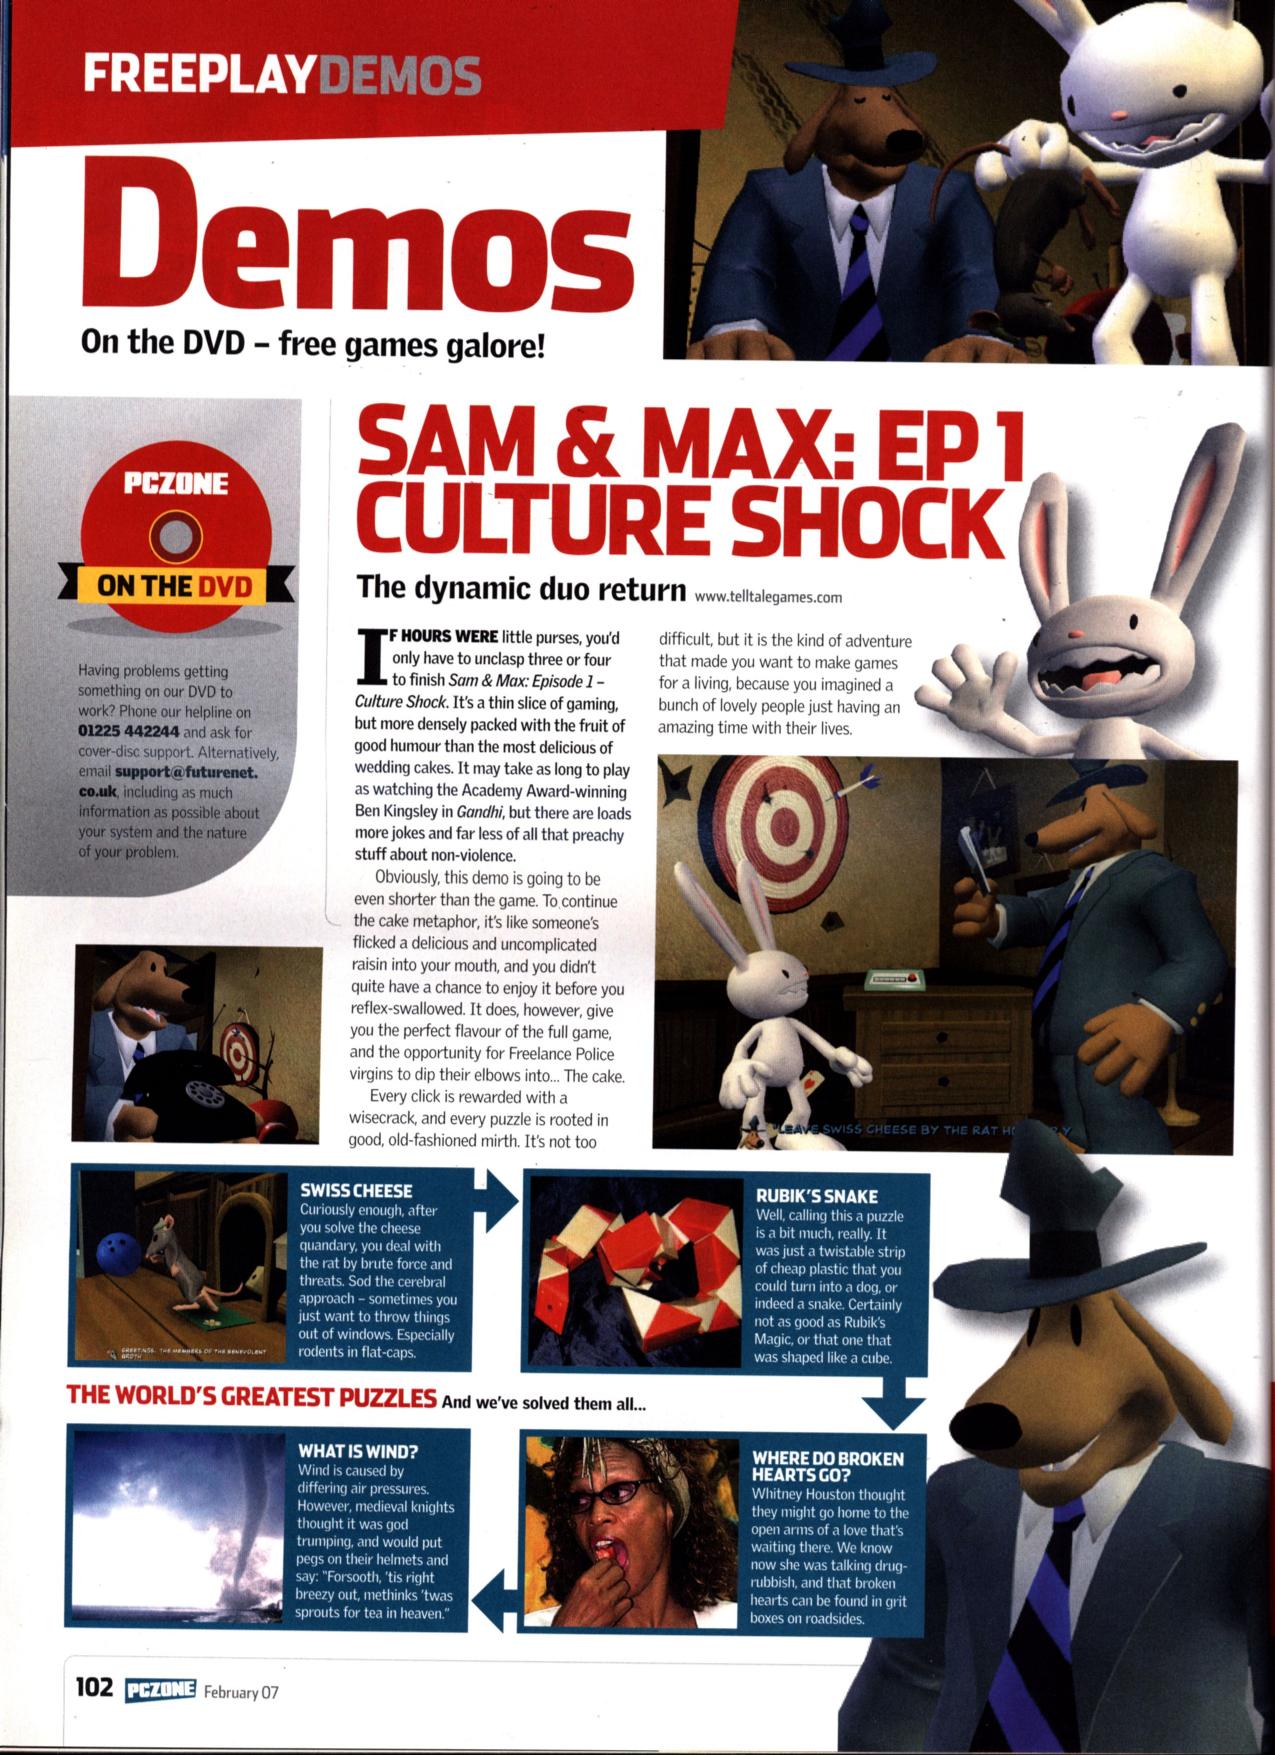 FREEPLAYDEMOS
Demos
On the DVD – free games galore!
PCZONE
ON THE DVD
Having problems getting
something on our DVD to
work? Phone our helpline on
01225 442244 and ask for
cover-disc support. Alternatively,
email support@futurenet.
co.uk, including as much
information as possible about
your system and the nature
of your problem.
SAM & MAX: EP 1
CULTURE SHOCK
The dynamic duo return www.telltalegames.com
IF HOURS WERE little purses, you'd
only have to unclasp three or four
to finish Sam & Max: Episode 1 –
Culture Shock. It's a thin slice of gaming,
but more densely packed with the fruit of
good humour than the most delicious of
wedding cakes. It may take as long to play
as watching the Academy Award-winning
Ben Kingsley in Gandhi, but there are loads
more jokes and far less of all that preachy
stuff about non-violence.
Obviously, this demo is going to be
even shorter than the game. To continue
the cake metaphor, it's like someone's
flicked a delicious and uncomplicated
raisin into your mouth, and you didn't
quite have a chance to enjoy it before you
reflex-swallowed. It does, however, give
you the perfect flavour of the full game,
and the opportunity for Freelance Police
virgins to dip their elbows into... The cake.
Every click is rewarded with a
wisecrack, and every puzzle is rooted in
good, old-fashioned mirth. It's not too
difficult, but it is the kind of adventure
that made you want to make games
for a living, because you imagined a
bunch of lovely people just having an
amazing time with their lives.
LEAVE SWISS CHEESE BY THE RAT
SWISS CHEESE
Curiously enough, after
you solve the cheese
quandary, you deal with
the rat by brute force and
threats. Sod the cerebral
approach – sometimes you
just want to throw things
out of windows. Especially
rodents in flat-caps.
GREETINGS. THE MEMBERS OF THE BENEVOLENT
RUBIK'S SNAKE
Well, calling this a puzzle
is a bit much, really. It
was just a twistable strip
of cheap plastic that you
could turn into a dog, or
indeed a snake. Certainly
not as good as Rubik's
Magic, or that one that
was shaped like a cube.
THE WORLD'S GREATEST PUZZLES And we've solved them all...
WHAT IS WIND?
Wind is caused by
differing air pressures.
However, medieval knights
thought it was god
trumping, and would put
pegs on their helmets and
say: "Forsooth, 'tis right
breezy out, methinks 'twas
sprouts for tea in heaven."
WHERE DO BROKEN
HEARTS GO?
Whitney Houston thought
they might go home to the
open arms of a love that's
waiting there. We know
now she was talking drug-
rubbish, and that broken
hearts can be found in grit
boxes on roadsides.
102 PCZONE February 07